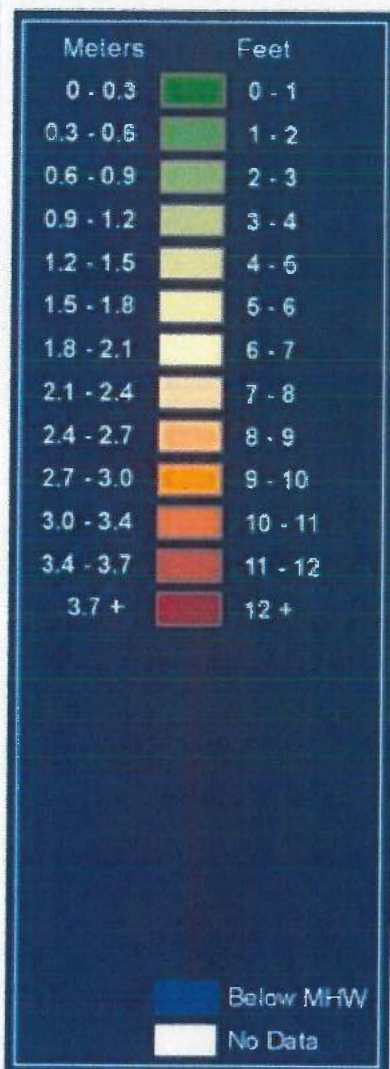 Meters Feet
0 - 0.3 0 - 1
0.3 - 0.6 1 - 2
0.6 - 0.9 2 - 3
0.9 - 1.2 3 - 4
1.2 - 1.5 4 - 5
1.5 - 1.8 5 - 6
1.8 - 2.1 6 - 7
2.1 - 2.4 7 - 8
2.4 - 2.7 8 - 9
2.7 - 3.0 9 - 10
3.0 - 3.4 10 - 11
3.4 - 3.7 11 - 12
3.7 + 12 +
Below MHW
No Data